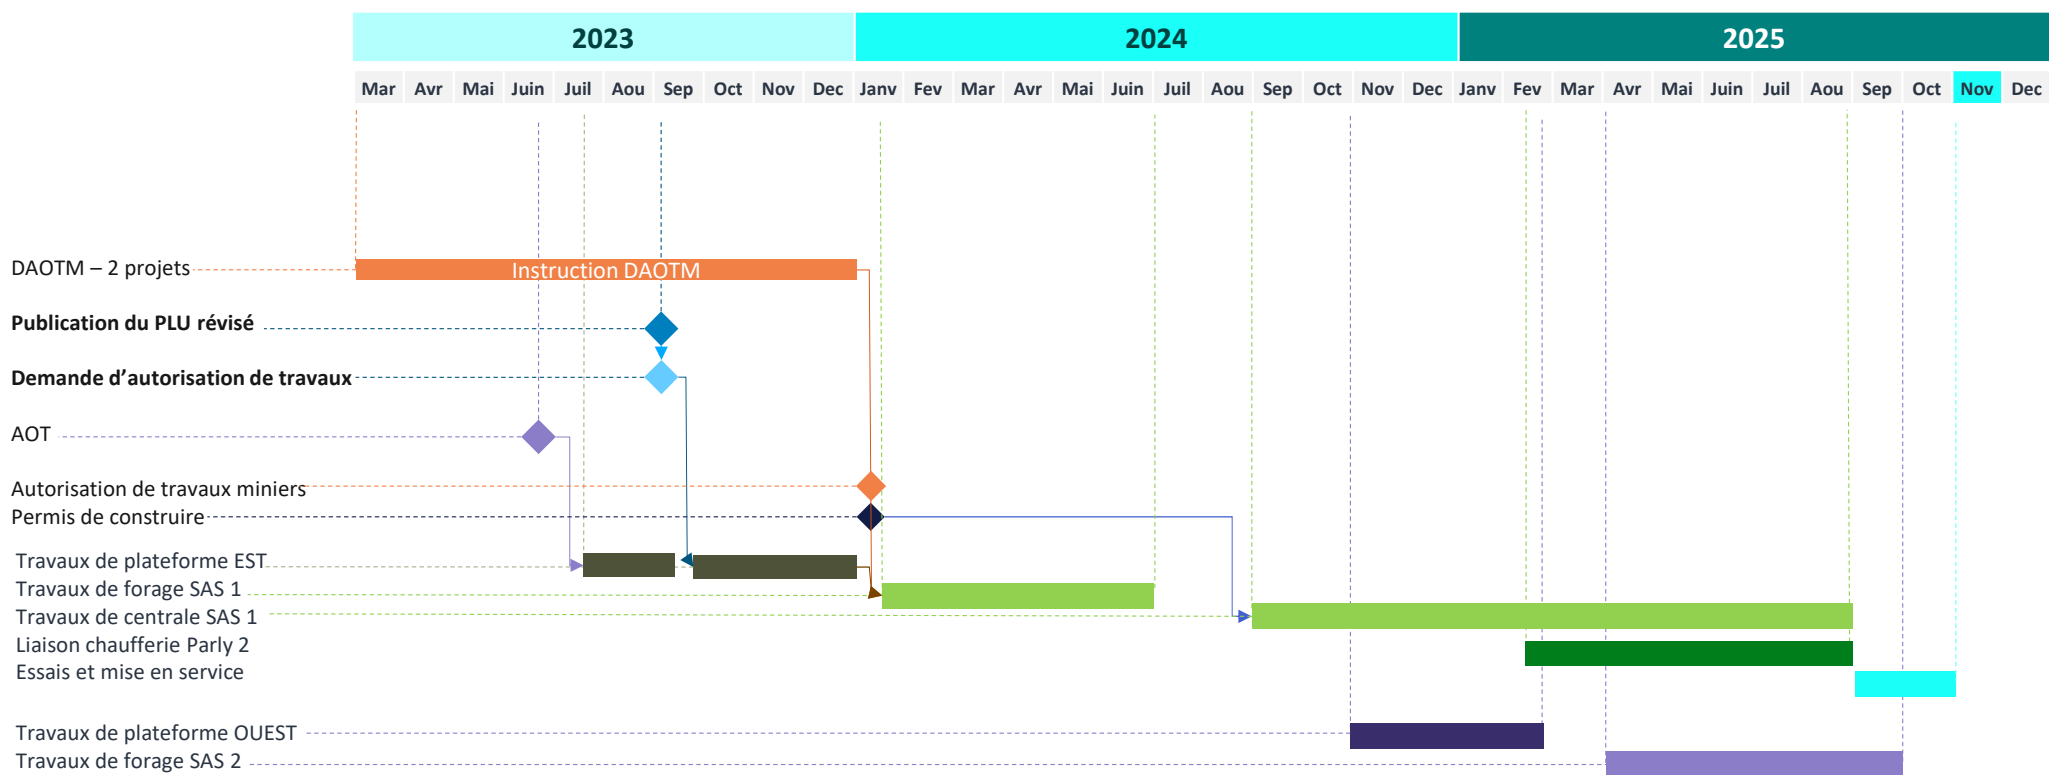 2023 2024 2025
Mar Avr Mai Juin Juil Aou Sep Oct Nov Dec Janv Fev Mar Avr Mai Juin Juil Aou Sep Oct Nov Dec Janv Fev Mar Avr Mai Juin Juil Aou Sep Oct Nov Dec
DAOTM – 2 projets
Instruction DAOTM
Publication du PLU révisé
Demande d'autorisation de travaux
AOT
Autorisation de travaux miniers
Permis de construire
Travaux de plateforme EST
Travaux de forage SAS 1
Travaux de centrale SAS 1
Liaison chaufferie Parly 2
Essais et mise en service
Travaux de plateforme OUEST
Travaux de forage SAS 2